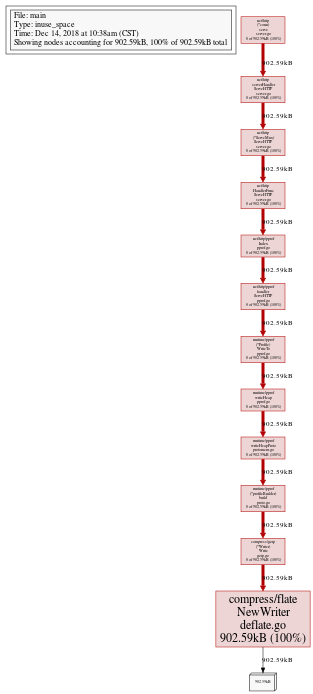 File: main
Type: inuse_space
Time: Dec 14, 2018 at 10:38am (CST)
Showing nodes accounting for 902.59kB, 100% of 902.59kB total
net/http
(*conn)
serve
server.go
0 of 902.59kB (100%)
902.59kB
net/http
serverHandler
ServeHTTP
server.go
0 of 902.59kB (100%)
902.59kB
net/http
(*ServeMux)
ServeHTTP
server.go
0 of 902.59kB (100%)
902.59kB
net/http
HandlerFunc
ServeHTTP
server.go
0 of 902.59kB (100%)
902.59kB
net/http/pprof
Index
pprof.go
0 of 902.59kB (100%)
902.59kB
net/http/pprof
handler
ServeHTTP
pprof.go
0 of 902.59kB (100%)
902.59kB
runtime/pprof
(*Profile)
WriteTo
pprof.go
0 of 902.59kB (100%)
902.59kB
runtime/pprof
writeHeap
pprof.go
0 of 902.59kB (100%)
902.59kB
runtime/pprof
writeHeapProto
protomem.go
0 of 902.59kB (100%)
902.59kB
runtime/pprof
(*profileBuilder)
build
proto.go
0 of 902.59kB (100%)
902.59kB
compress/gzip
(*Writer)
Write
gzip.go
0 of 902.59kB (100%)
902.59kB
compress/flate
NewWriter
deflate.go
902.59kB (100%)
902.59kB
902.59kB